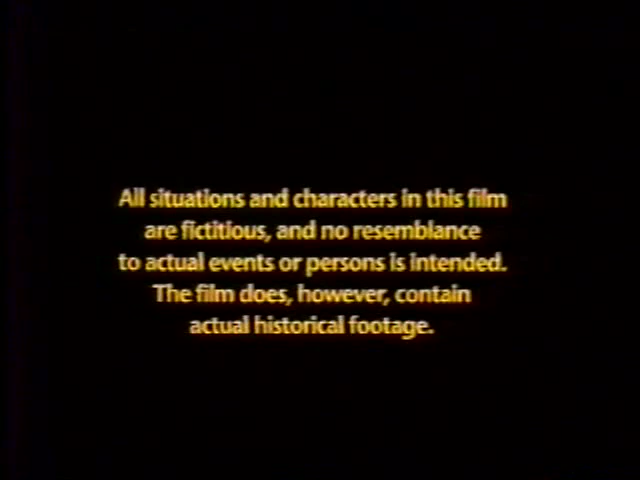 All situations and characters in this film
are fictitious, and no resemblance
to actual events or persons is intended.
The film does, however, contain
actual historical footage.